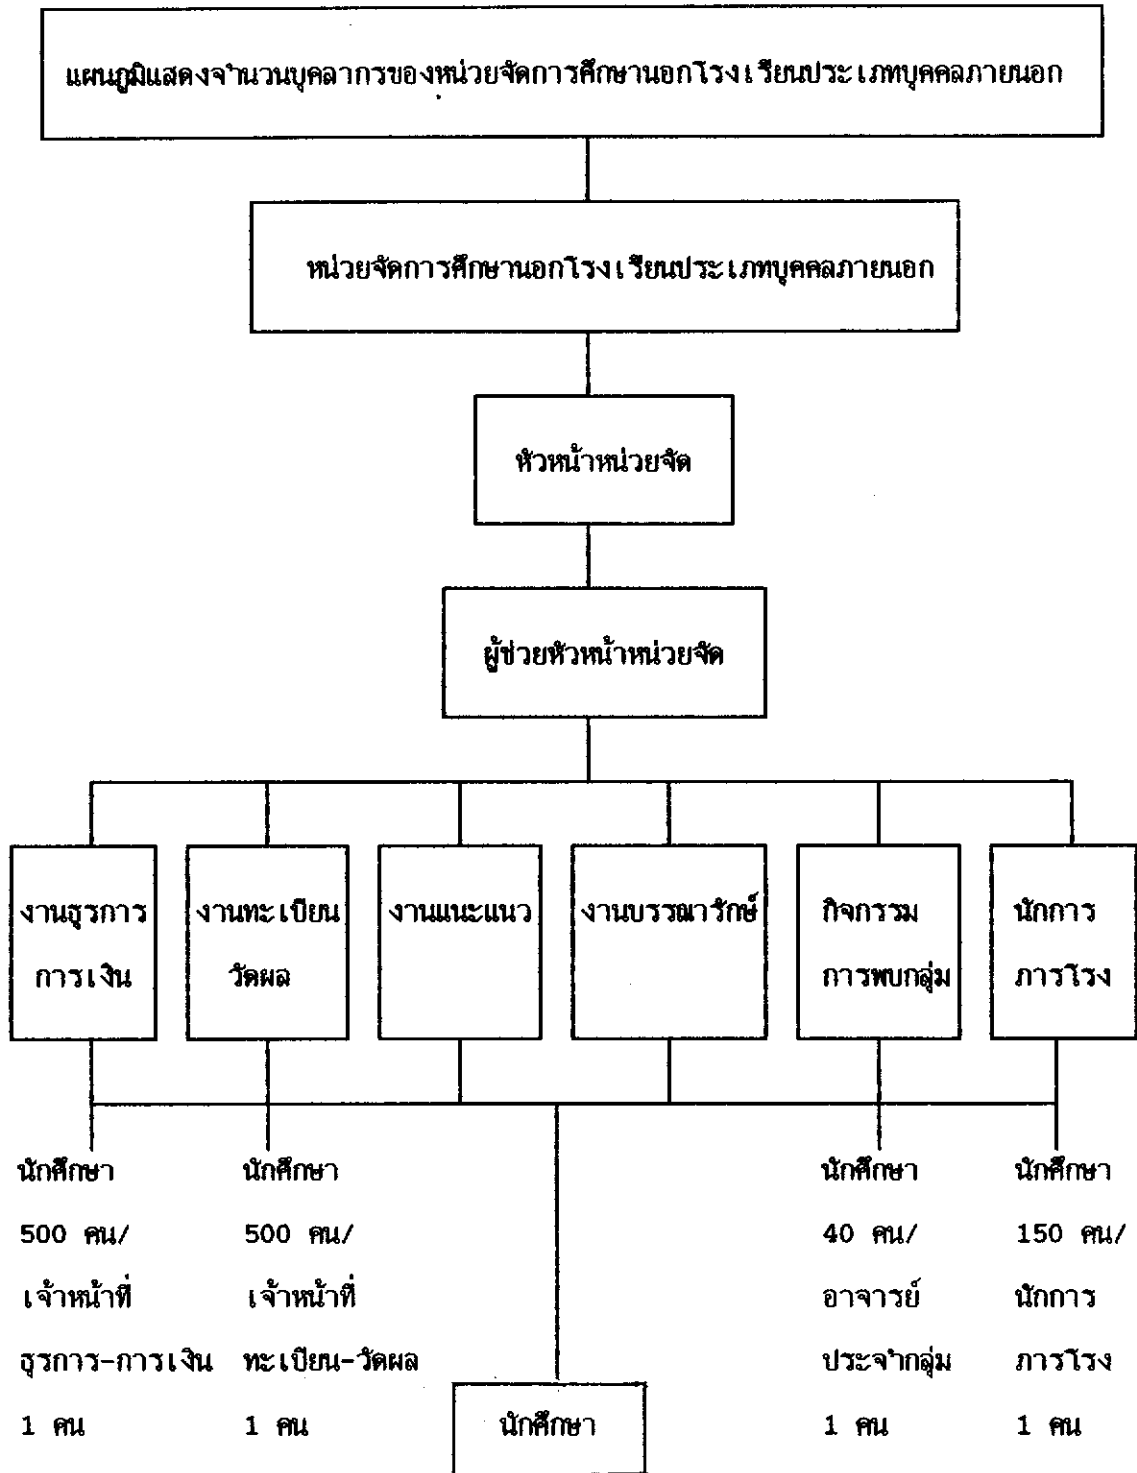 แผนภูมิแสดงจำนวนบุคลากรของหน่วยจัดการศึกษานอกโรงเรียนประเภทบุคคลภายนอก
หน่วยจัดการศึกษานอกโรงเรียนประเภทบุคคลภายนอก
หัวหน้าหน่วยจัด
ผู้ช่วยหัวหน้าหน่วยจัด
งานธุรการ
การเงิน
งานทะเบียน
วัดผล
งานแนะแนว
งานบรรณารักษ์
กิจกรรม
การพบกลุ่ม
นักการ
ภารโรง
นักศึกษา
500 คน/
เจ้าหน้าที่
ธุรการ-การเงิน
1 คน
นักศึกษา
500 คน/
เจ้าหน้าที่
ทะเบียน-วัดผล
1 คน
นักศึกษา
นักศึกษา
40 คน/
อาจารย์
ประจำกลุ่ม
1 คน
นักศึกษา
150 คน/
นักการ
ภารโรง
1 คน